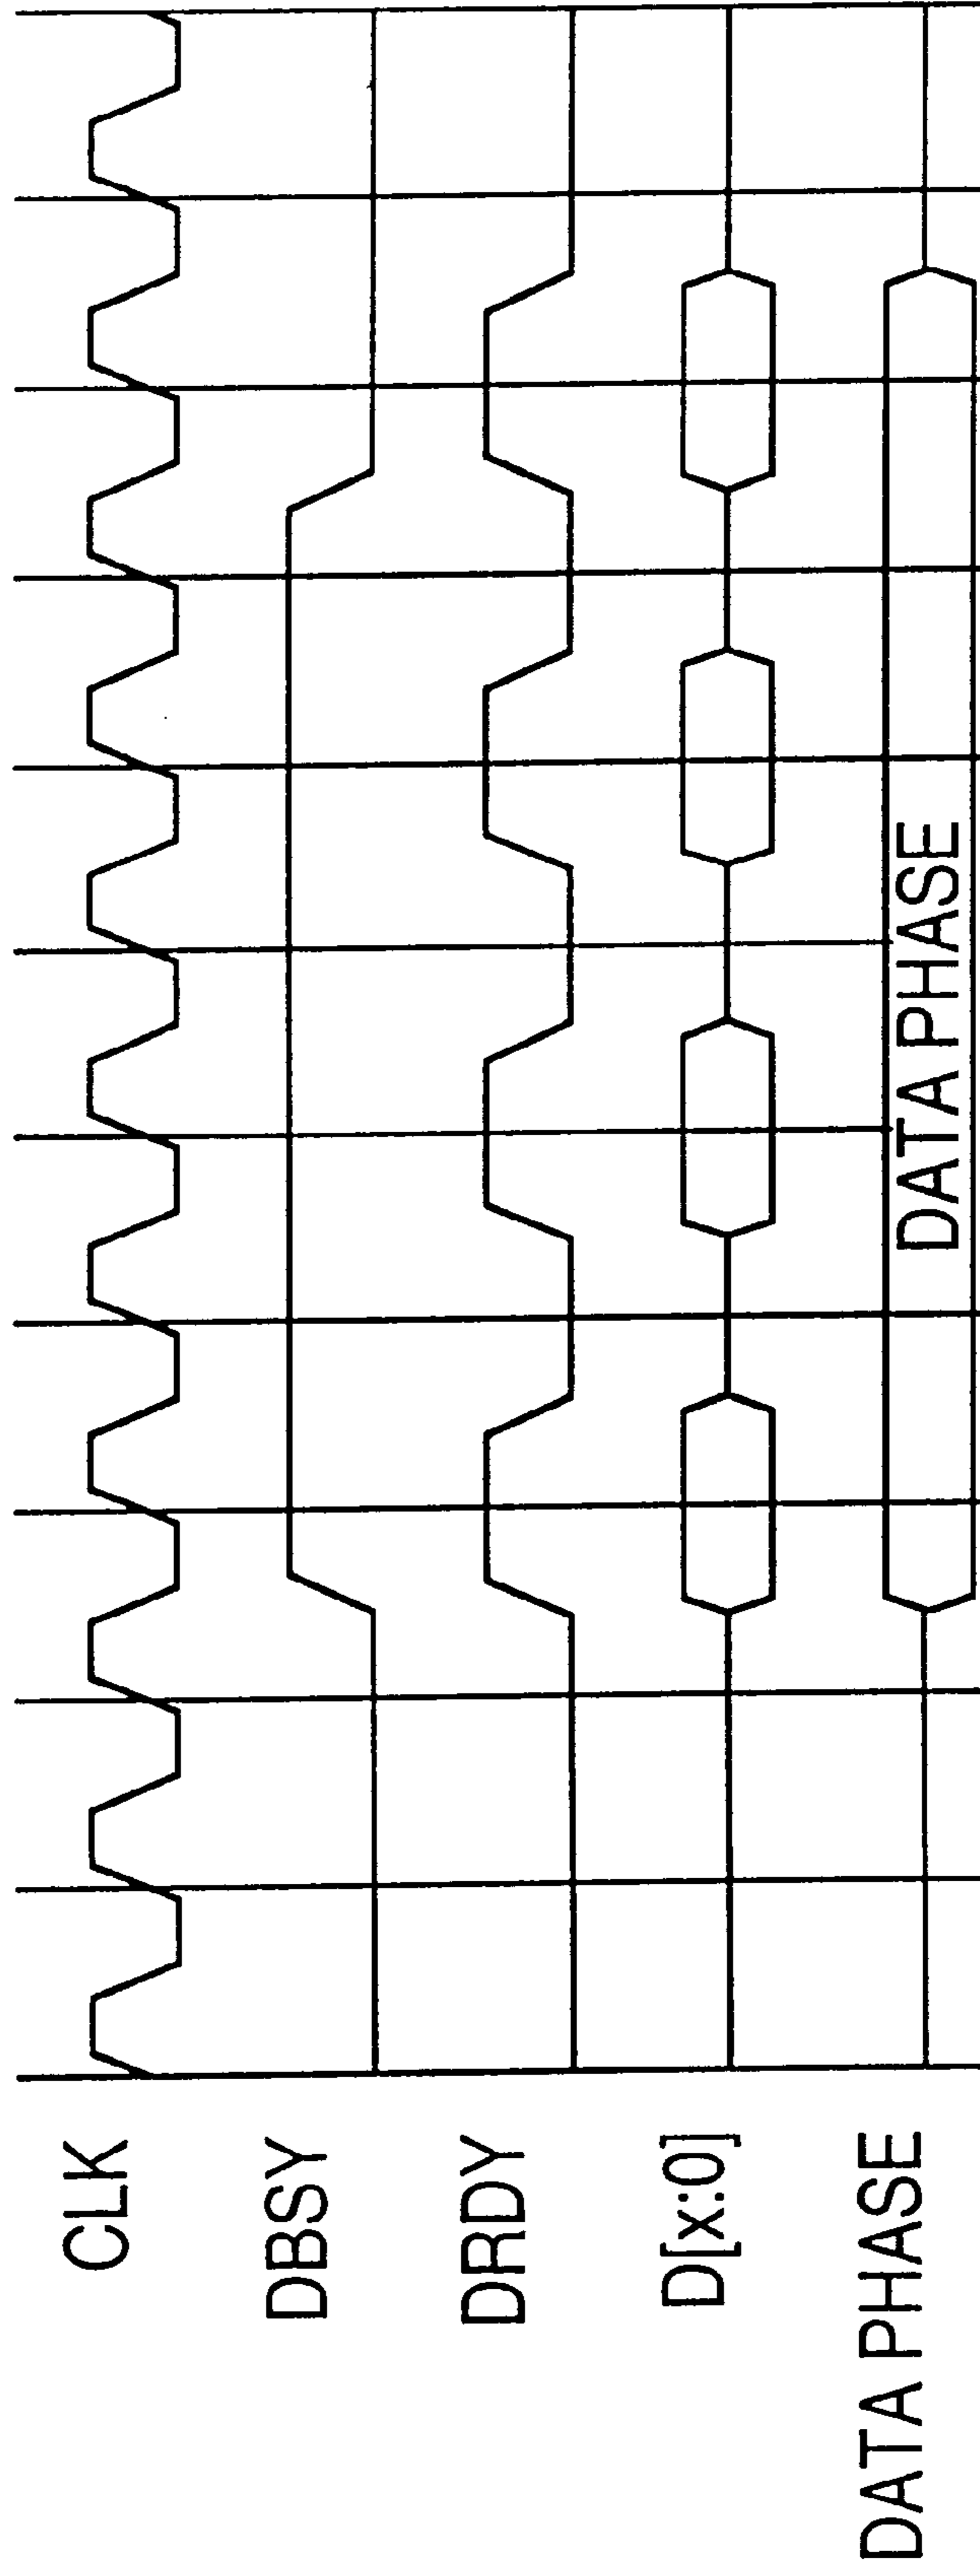 CLK
DBSY
DRDY
D[x:0]
DATA PHASE
DATA PHASE